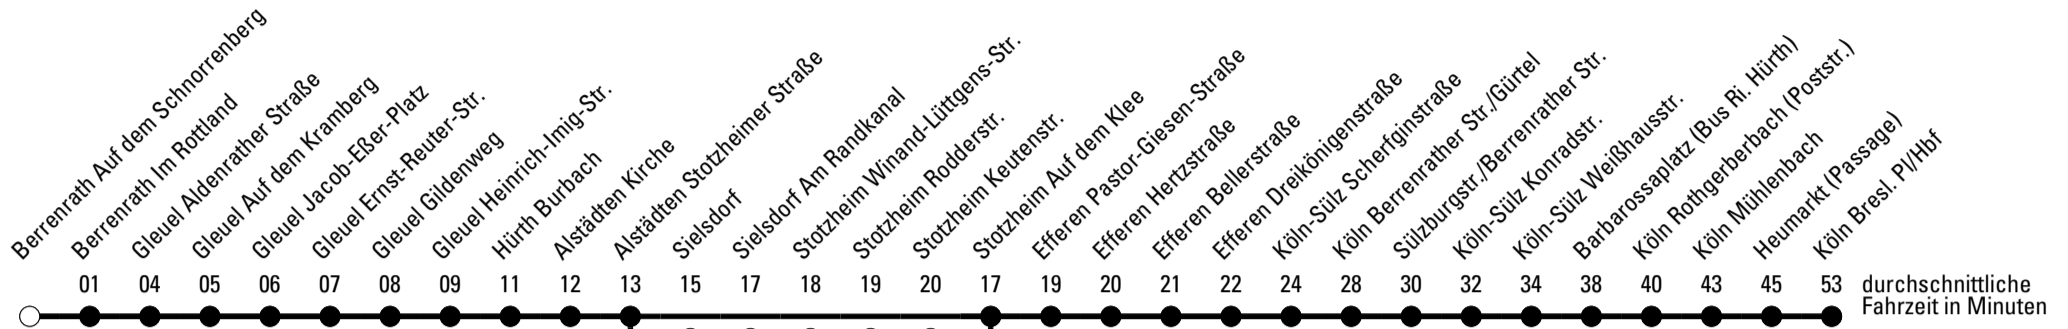 Berrenrath Auf dem Schnorrenberg
Berrenrath Im Rottland
Gleuel Aldenrather Straße
Gleuel Auf dem Kramberg
Gleuel Jacob-Eßer-Platz
Gleuel Ernst-Reuter-Str.
Gleuel Gildenweg
Gleuel Heinrich-Imig-Str.
Hürth Burbach
Alstädten Kirche
Alstädten Stotzheimer Straße
Sielsdorf
Sielsdorf Am Randkanal
Stotzheim Winand-Lüttgens-Str.
Stotzheim Rodderstr.
Stotzheim Keutenstr.
Stotzheim Auf dem Klee
Efferen Pastor-Giesen-Straße
Efferen Hertzstraße
Efferen Bellerstraße
Efferen Dreikönigenstraße
Köln-Sülz Scherfginstraße
Köln Berrenrather Str./Gürtel
Sülzburgstr./Berrenrather Str.
Köln-Sülz Konradstr.
Köln-Sülz Weißhausstr.
Barbarossaplatz (Bus Ri. Hürth)
Köln Rothgerberbach (Poststr.)
Köln Mühlenbach
Heumarkt (Passage)
Köln Bresl. Pl/Hbf
01 04 05 06 07 08 09 11 12 13 15 17 18 19 20 17 19 20 21 22 24 28 30 32 34 38 40 43 45 53 durchschnittliche
Fahrzeit in Minuten